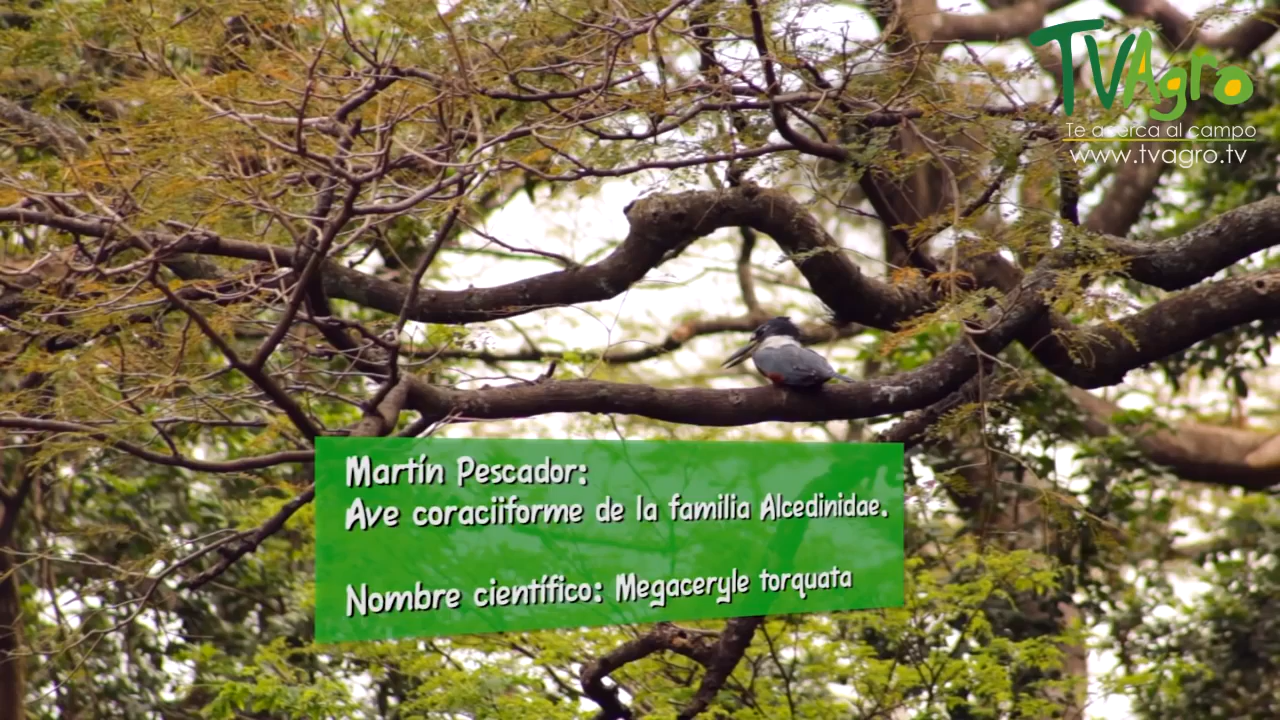 TVAgro
Te acerca al campo
www.tvagro.tv
Martín Pescador:
Ave coraciiforme de la familia Alcedinidae.
Nombre científico: Megaceryle torquata